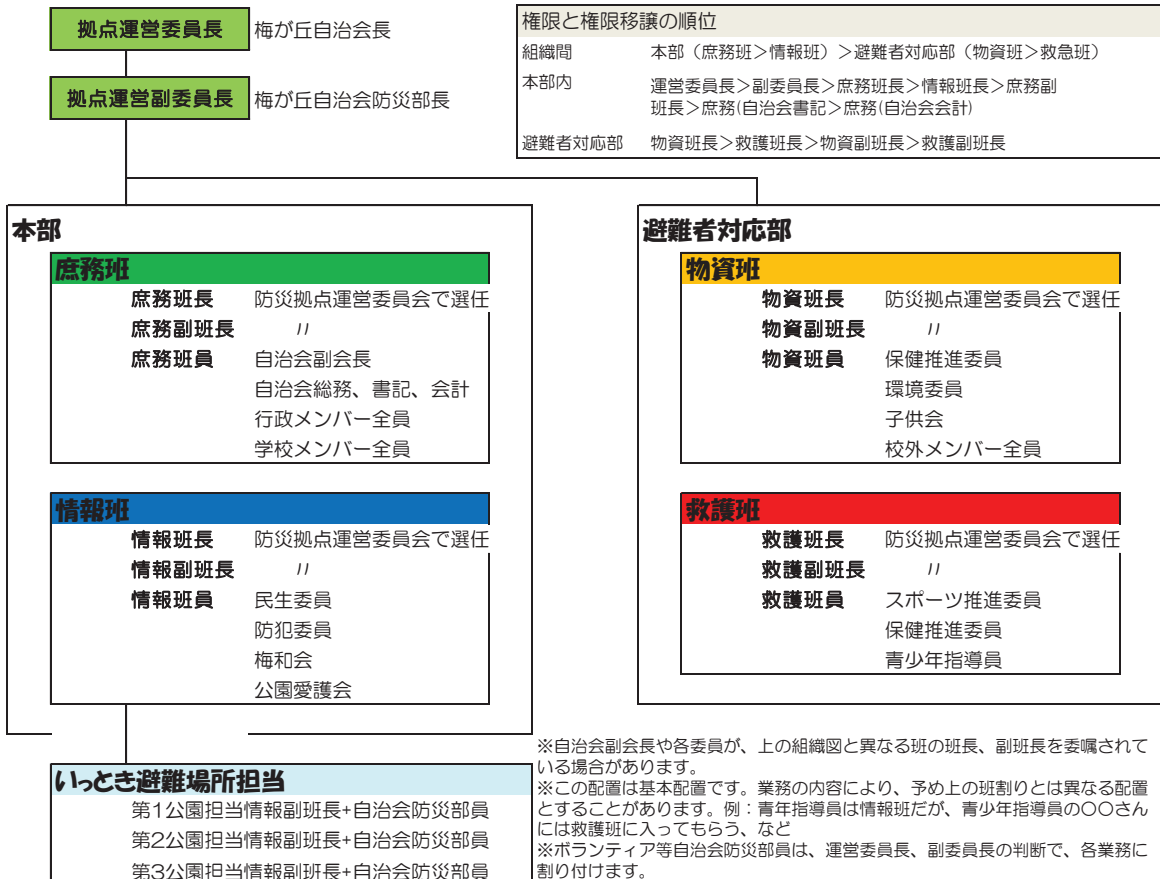 拠点運営委員長 梅が丘自治会長
拠点運営副委員長 梅が丘自治会防災部長
権限と権限移譲の順位
組織間 本部（庶務班＞情報班）＞避難者対応部（物資班＞救急班）
本部内 運営委員長＞副委員長＞庶務班長＞情報班長＞庶務副
班長＞庶務(自治会書記＞庶務(自治会会計)
避難者対応部 物資班長＞救護班長＞物資副班長＞救護副班長
本部
庶務班
庶務班長 防災拠点運営委員会で選任
庶務副班長 〃
庶務班員 自治会副会長
自治会総務、書記、会計
行政メンバー全員
学校メンバー全員
情報班
情報班長 防災拠点運営委員会で選任
情報副班長 〃
情報班員 民生委員
防犯委員
梅和会
公園愛護会
避難者対応部
物資班
物資班長 防災拠点運営委員会で選任
物資副班長 〃
物資班員 保健推進委員
環境委員
子供会
校外メンバー全員
救護班
救護班長 防災拠点運営委員会で選任
救護副班長 〃
救護班員 スポーツ推進委員
保健推進委員
青少年指導員
いっとき避難場所担当
第1公園担当情報副班長+自治会防災部員
第2公園担当情報副班長+自治会防災部員
第3公園担当情報副班長+自治会防災部員
※自治会副会長や各委員が、上の組織図と異なる班の班長、副班長を委嘱されて
いる場合があります。
※この配置は基本配置です。業務の内容により、予め上の班割りとは異なる配置
とすることがあります。例：青年指導員は情報班だが、青少年指導員の〇〇さん
には救護班に入ってもらう、など
※ボランティア等自治会防災部員は、運営委員長、副委員長の判断で、各業務に
割り付けます。